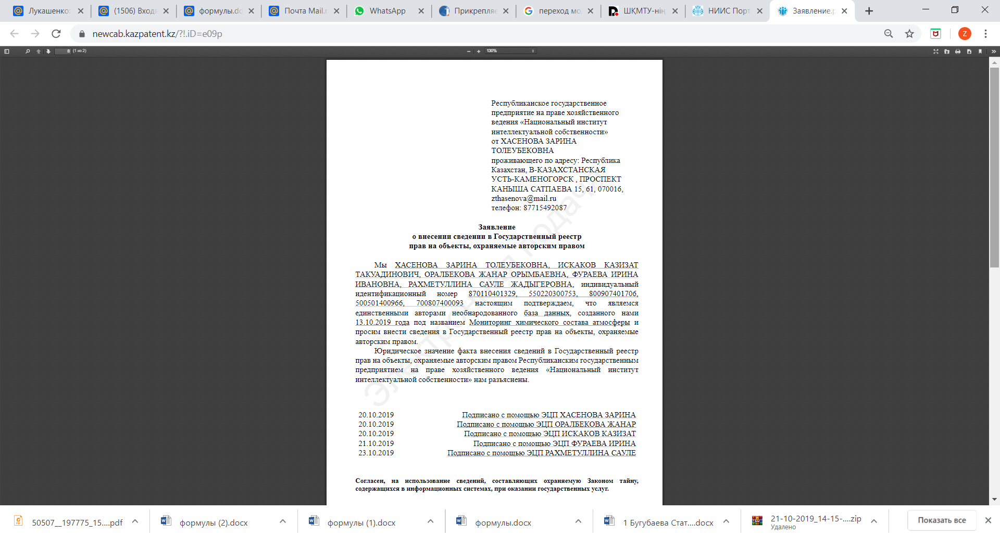 Лукашенко:
(1506) Входя
формулы.do
Почта Mail.r
WhatsApp
Прикрепляе
переход мо
ШҚМТУ-нің
НИИС Порт
Заявление.p
newcab.kazpatent.kz/?!.iD=e09p
Z
8 (1 из 2)
130%
Республиканское государственное
предприятие на праве хозяйственного
ведения «Национальный институт
интеллектуальной собственности»
от ХАСЕНОВА ЗАРИНА
ТОЛЕУБЕКОВНА
проживающего по адресу: Республика
Казахстан, В-КАЗАХСТАНСКАЯ
УСТЬ-КАМЕНОГОРСК , ПРОСПЕКТ
КАНЫША САТПАЕВА 15, 61, 070016,
zthasenova@mail.ru
телефон: 87715492087
Заявление
о внесении сведении в Государственный реестр
прав на объекты, охраняемые авторским правом
Мы ХАСЕНОВА ЗАРИНА ТОЛЕУБЕКОВНА, ИСКАКОВ КАЗИЗАТ
ТАКУАДИНОВИЧ, ОРАЛБЕКОВА ЖАНАР ОРЫМБАЕВНА, ФУРАЕВА ИРИНА
ИВАНОВНА, РАХМЕТУЛЛИНА САУЛЕ ЖАДЫГЕРОВНА, индивидуальный
идентификационный номер 870110401329, 550220300753, 800907401706,
500501400966, 700807400093 настоящим подтверждаем, что являемся
единственными авторами необнародованного база данных, созданного нами
13.10.2019 года под названием Мониторинг химического состава атмосферы и
просим внести сведения в Государственный реестр прав на объекты, охраняемые
авторским правом.
Юридическое значение факта внесения сведений в Государственный реестр
прав на объекты, охраняемые авторским правом Республиканским государственным
предприятием на праве хозяйственного ведения «Национальный институт
интеллектуальной собственности» нам разъяснены.
20.10.2019 Подписано с помощью ЭЦП ХАСЕНОВА ЗАРИНА
20.10.2019 Подписано с помощью ЭЦП ОРАЛБЕКОВА ЖАНАР
20.10.2019 Подписано с помощью ЭЦП ИСКАКОВ КАЗИЗАТ
21.10.2019 Подписано с помощью ЭЦП ФУРАЕВА ИРИНА
23.10.2019 Подписано с помощью ЭЦП РАХМЕТУЛЛИНА САУЛЕ
Согласен, на использование сведений, составляющих охраняемую Законом тайну,
содержащихся в информационных системах, при оказании государственных услуг.
50507__197775_15....pdf
формулы (2).docx
формулы (1).docx
формулы.docx
1 Бугубаева Стат....docx
21-10-2019_14-15-....zip
Удалено
Показать все